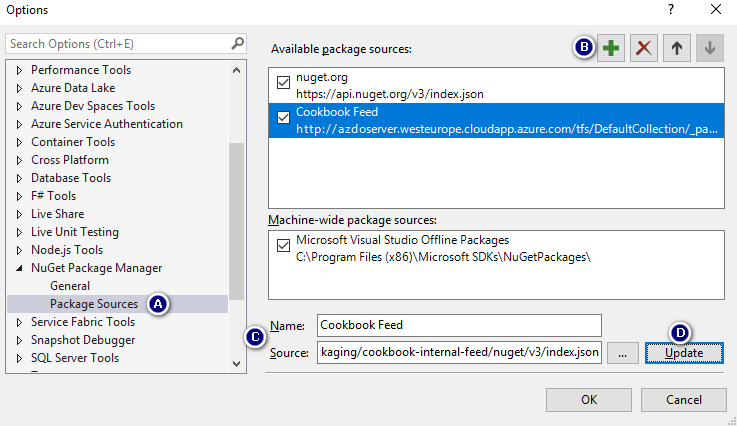 Options
?
Search Options (Ctrl+E)
Performance Tools
Azure Data Lake
Azure Dev Spaces Tools
Azure Service Authentication
Container Tools
Cross Platform
Database Tools
F# Tools
Live Share
Live Unit Testing
Node.js Tools
NuGet Package Manager
General
Package Sources
A
Service Fabric Tools
Snapshot Debugger
SQL Server Tools
Available package sources:
B
nuget.org
https://api.nuget.org/v3/index.json
Cookbook Feed
http://azdoserver.westeurope.cloudapp.azure.com/tfs/DefaultCollection/_pa...
Machine-wide package sources:
Microsoft Visual Studio Offline Packages
C:\Program Files (x86)\Microsoft SDKs\NuGetPackages\
Name: Cookbook Feed
C
D
Source: kaging/cookbook-internal-feed/nuget/v3/index.json ... Update
OK Cancel